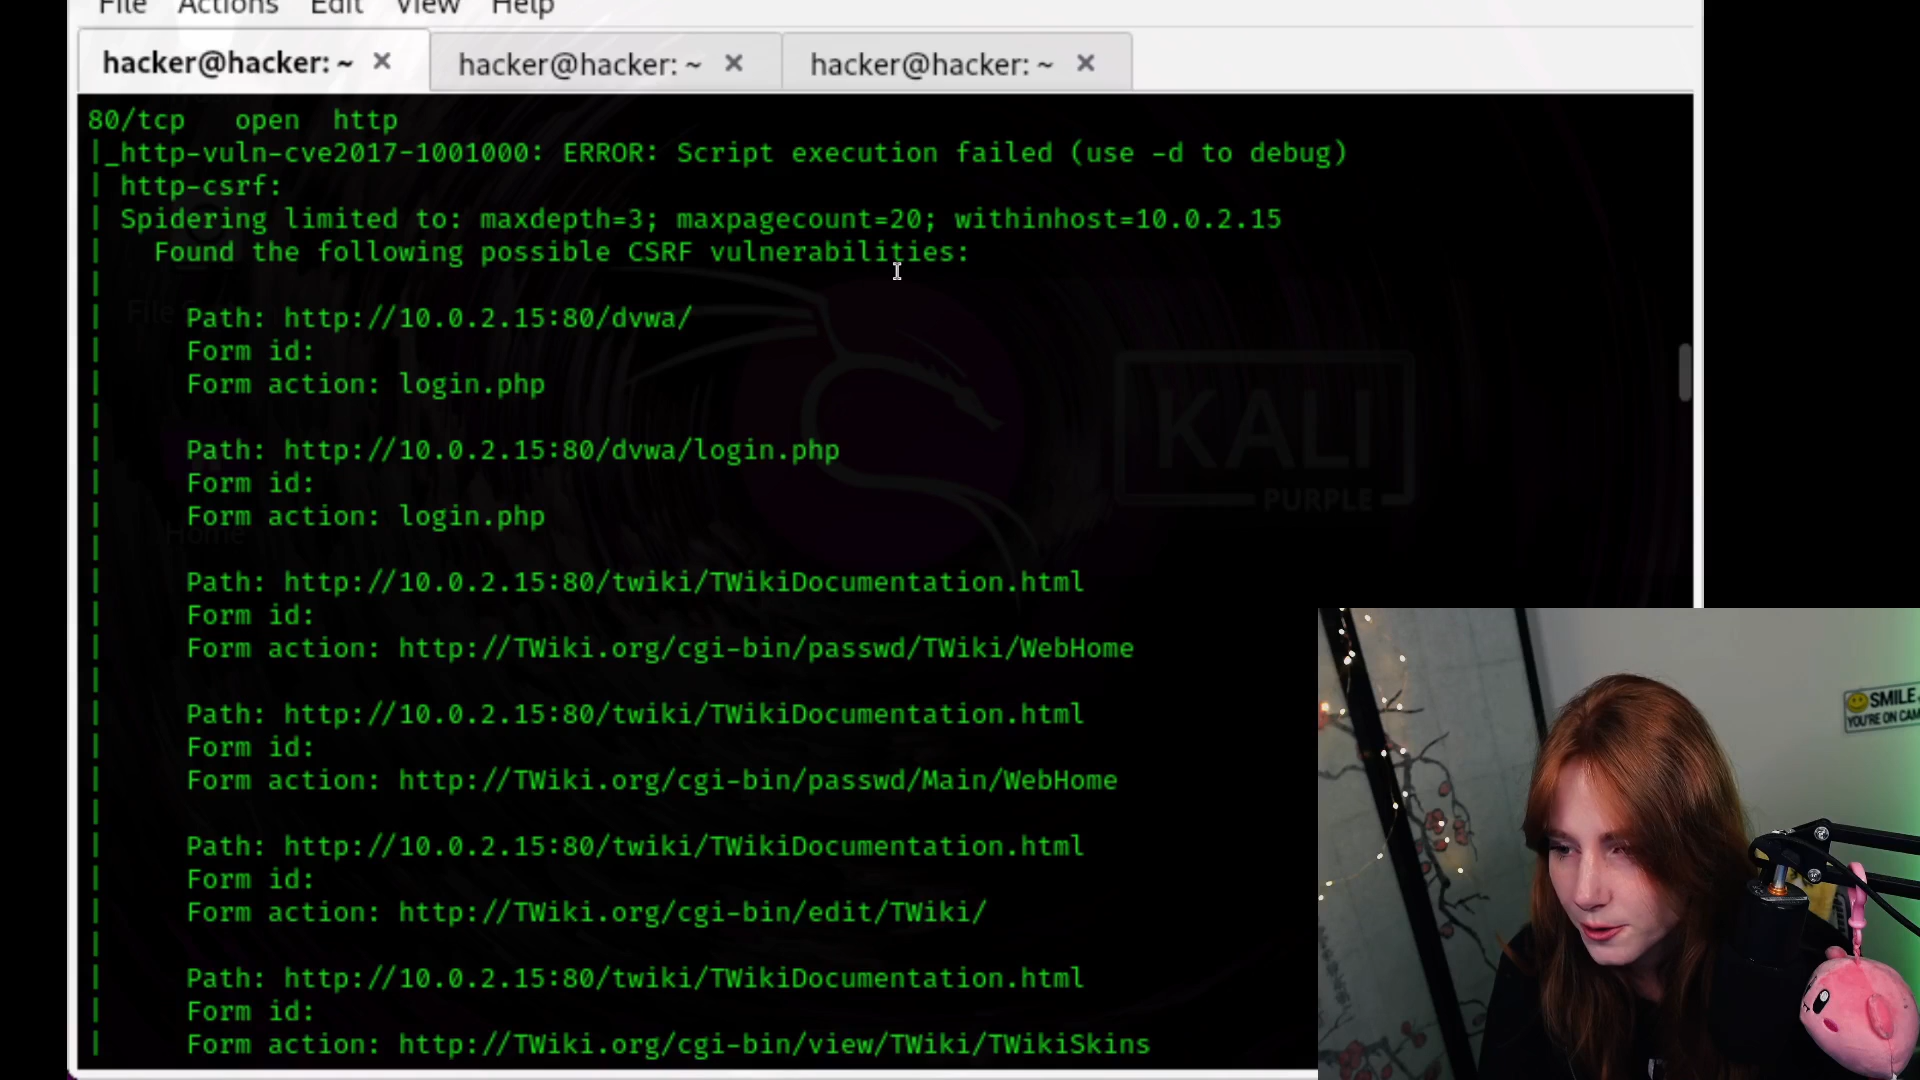 File Actions Edit View Help
hacker@hacker: ~ × hacker@hacker: ~ × hacker@hacker: ~ ×
80/tcp open http
|_http-vuln-cve2017-1001000: ERROR: Script execution failed (use -d to debug)
| http-csrf:
| Spidering limited to: maxdepth=3; maxpagecount=20; withinhost=10.0.2.15
|   Found the following possible CSRF vulnerabilities:
|
|     Path: http://10.0.2.15:80/dvwa/
|     Form id:
|     Form action: login.php
|
|     Path: http://10.0.2.15:80/dvwa/login.php
|     Form id:
|     Form action: login.php
|
|     Path: http://10.0.2.15:80/twiki/TWikiDocumentation.html
|     Form id:
|     Form action: http://TWiki.org/cgi-bin/passwd/TWiki/WebHome
|
|     Path: http://10.0.2.15:80/twiki/TWikiDocumentation.html
|     Form id:
|     Form action: http://TWiki.org/cgi-bin/passwd/Main/WebHome
|
|     Path: http://10.0.2.15:80/twiki/TWikiDocumentation.html
|     Form id:
|     Form action: http://TWiki.org/cgi-bin/edit/TWiki/
|
|     Path: http://10.0.2.15:80/twiki/TWikiDocumentation.html
|     Form id:
|     Form action: http://TWiki.org/cgi-bin/view/TWiki/TWikiSkins
KALI
PURPLE
Home
SMILE
YOU'RE ON CAM